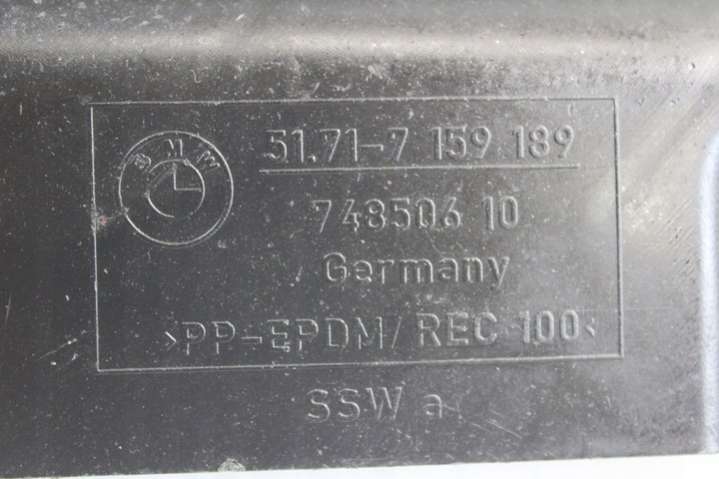 BMW
51.71-7 159 189
748506 10
Germany
>PP-EPDM/REC 100<
SSW a